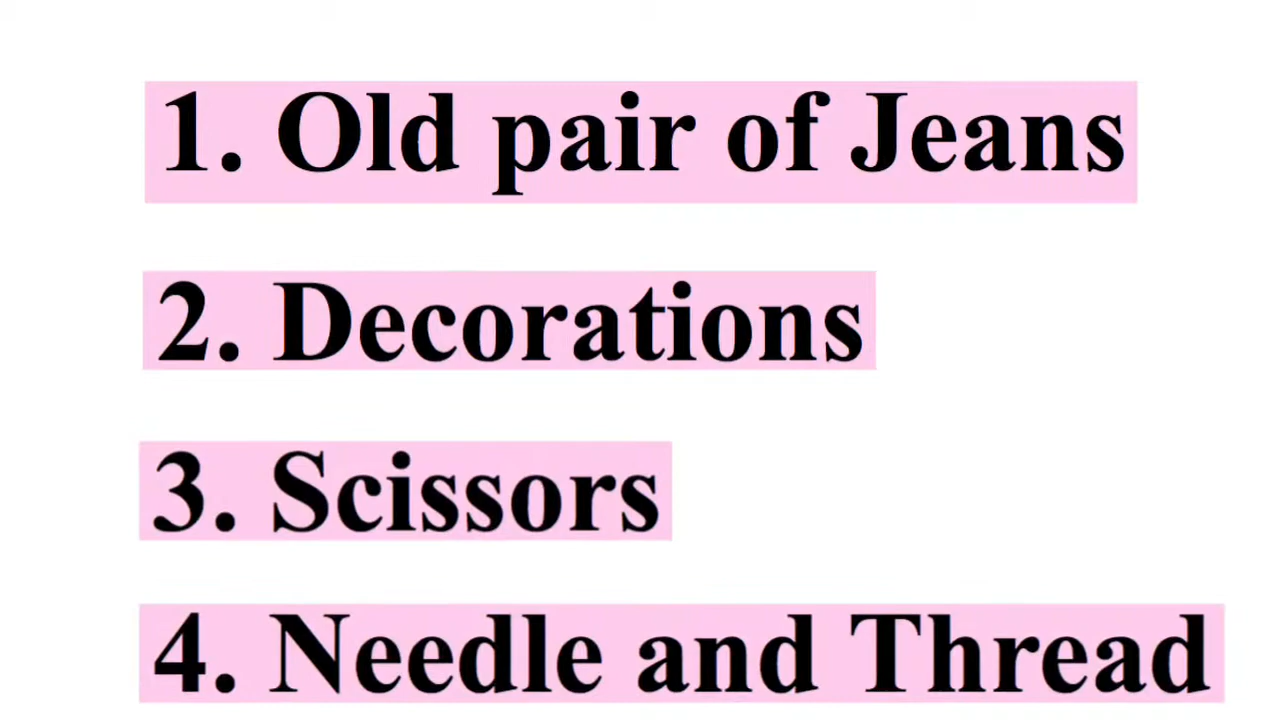 1. Old pair of Jeans
2. Decorations
3. Scissors
4. Needle and Thread